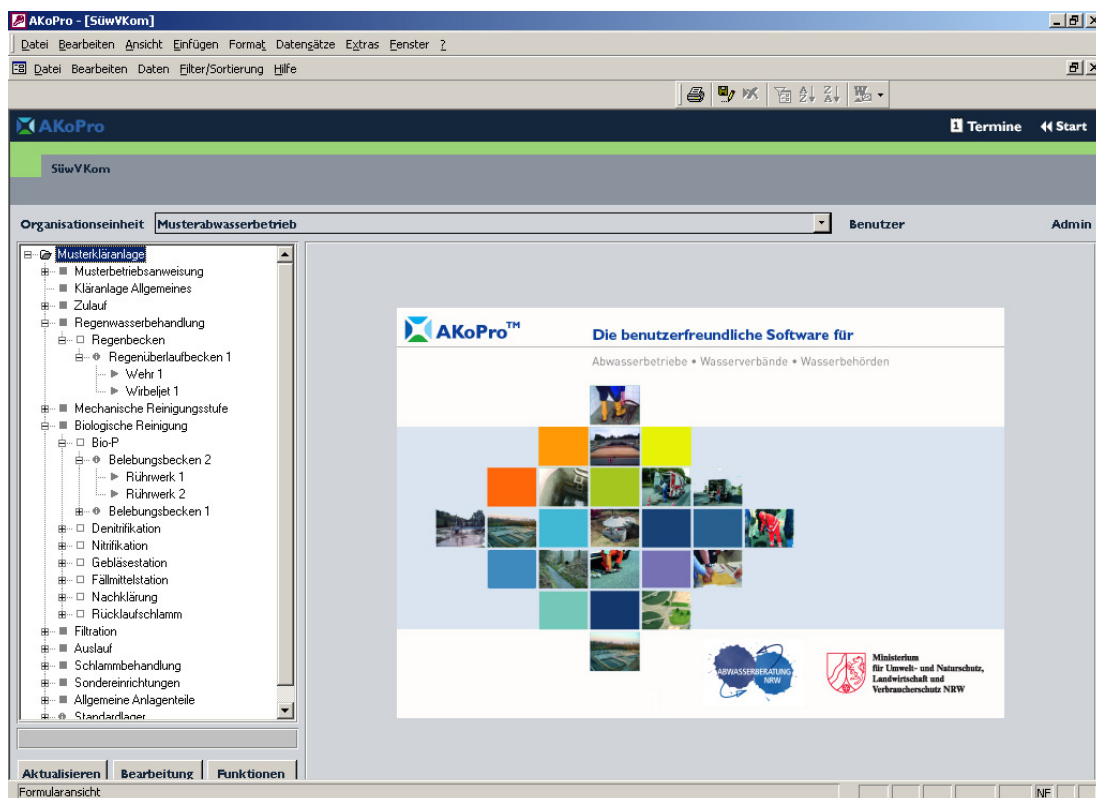 AKoPro - [SüwVKom]
Datei Bearbeiten Ansicht Einfügen Format Datensätze Extras Fenster ?
Datei Bearbeiten Daten Filter/Sortierung Hilfe
AKoPro 1 Termine Start
SüwVKom
Organisationseinheit Musterabwasserbetrieb Benutzer Admin
Musterkläranlage
Musterbetriebsanweisung
Kläranlage Allgemeines
Zulauf
Regenwasserbehandlung
Regenbecken
Regenüberlaufbecken 1
Wehr 1
Wirbeljet 1
Mechanische Reinigungsstufe
Biologische Reinigung
Bio-P
Belebungsbecken 2
Rührwerk 1
Rührwerk 2
Belebungsbecken 1
Denitrifikation
Nitrifikation
Gebläsestation
Fällmittelstation
Nachklärung
Rücklaufschlamm
Filtration
Auslauf
Schlammbehandlung
Sondereinrichtungen
Allgemeine Anlagenteile
Standardlager
Aktualisieren Bearbeitung Funktionen
AKoPro™ Die benutzerfreundliche Software für
Abwasserbetriebe • Wasserverbände • Wasserbehörden
ABWASSERBERATUNG
NRW
Ministerium
für Umwelt- und Naturschutz,
Landwirtschaft und
Verbraucherschutz NRW
Formularansicht NF